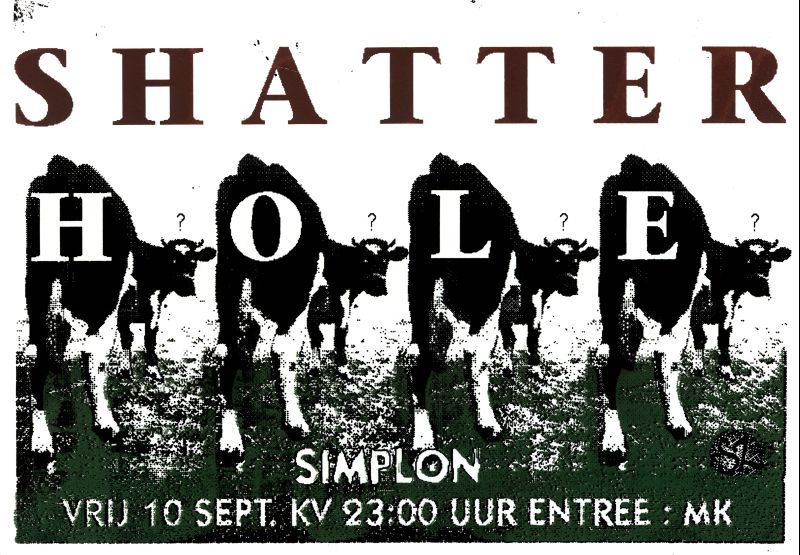 SHATTER
? ? ? ?
HOLE
SIMPLON
VRIJ 10 SEPT. KV 23:00 UUR ENTREE : MK